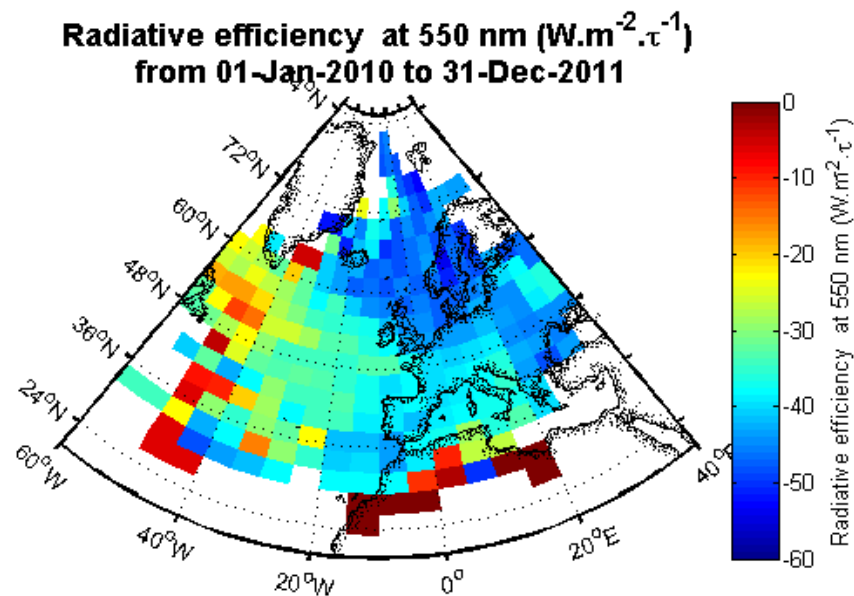 Radiative efficiency at 550 nm (W.m⁻².τ⁻¹)
from 01-Jan-2010 to 31-Dec-2011
72°N
60°N
48°N
36°N
24°N
60°W
40°W
20°W
0°
20°E
0
-10
-20
-30
-40
-50
-60
Radiative efficiency at 550 nm (W.m².τ⁻¹)